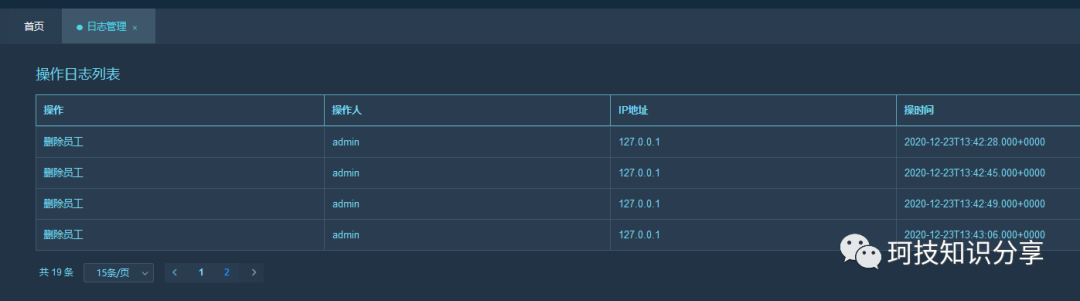 首页 日志管理 ×
操作日志列表
操作 操作人 IP地址 操时间
删除员工 admin 127.0.0.1 2020-12-23T13:42:28.000+0000
删除员工 admin 127.0.0.1 2020-12-23T13:42:45.000+0000
删除员工 admin 127.0.0.1 2020-12-23T13:42:49.000+0000
删除员工 admin 127.0.0.1 2020-12-23T13:43:06.000+0000
珂技知识分享
共 19 条 15条/页 < 1 2 >